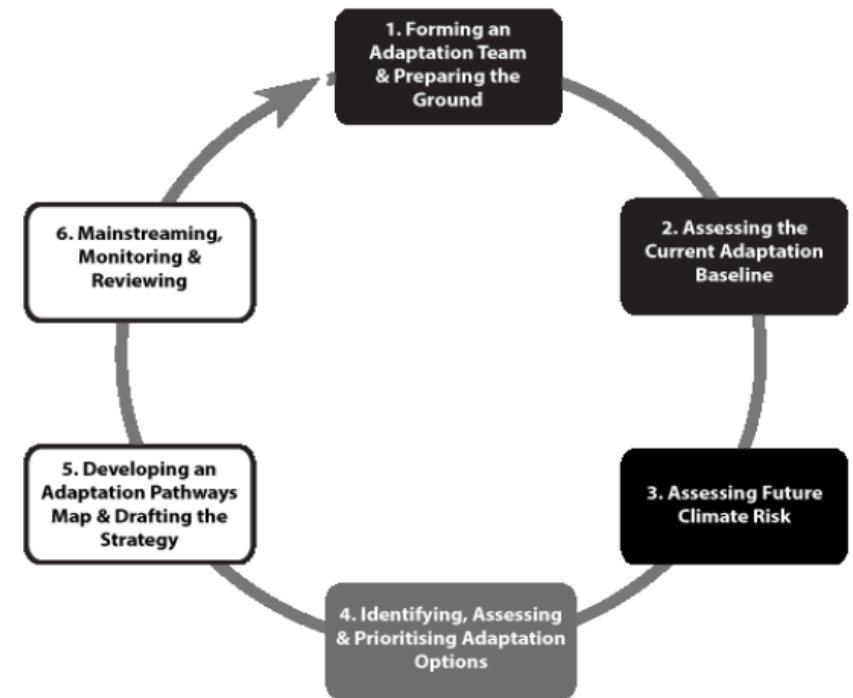 1. Forming an
Adaptation Team
& Preparing the
Ground
2. Assessing the
Current Adaptation
Baseline
3. Assessing Future
Climate Risk
4. Identifying, Assessing
& Prioritising Adaptation
Options
5. Developing an
Adaptation Pathways
Map & Drafting the
Strategy
6. Mainstreaming,
Monitoring &
Reviewing